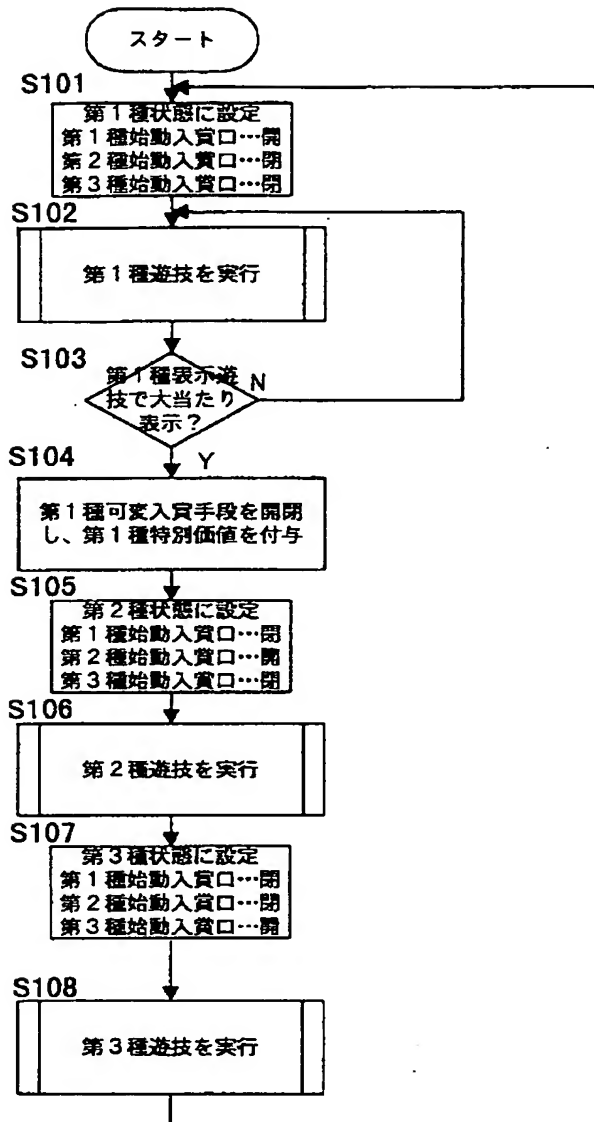 スタート
S101
第1種状態に設定
第1種始動入賞口…開
第2種始動入賞口…閉
第3種始動入賞口…閉
S102
第1種遊技を実行
S103
第1種表示遊
技で大当たり
表示?
N
Y
S104
第1種可変入賞手段を開閉
し、第1種特別価値を付与
S105
第2種状態に設定
第1種始動入賞口…閉
第2種始動入賞口…開
第3種始動入賞口…閉
S106
第2種遊技を実行
S107
第3種状態に設定
第1種始動入賞口…閉
第2種始動入賞口…閉
第3種始動入賞口…開
S108
第3種遊技を実行